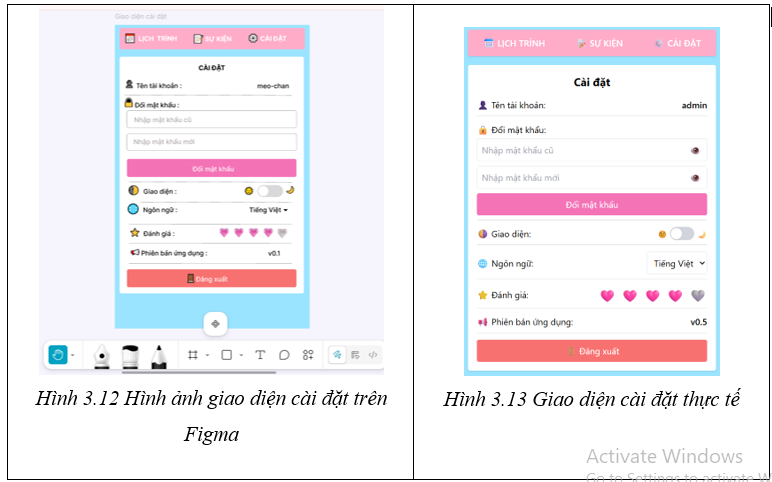 Giao diện cài đặt
LỊCH TRÌNH
SỰ KIỆN
CÀI ĐẶT
CÀI ĐẶT
Tên tài khoản :
meo-chan
Đổi mật khẩu :
Nhập mật khẩu cũ
Nhập mật khẩu mới
Đổi mật khẩu
Giao diện :
Ngôn ngữ :
Tiếng Việt
Đánh giá :
Phiên bản ứng dụng :
v0.1
Đăng xuất
Hình 3.12 Hình ảnh giao diện cài đặt trên
Figma
LỊCH TRÌNH
SỰ KIỆN
CÀI ĐẶT
Cài đặt
Tên tài khoản:
admin
Đổi mật khẩu:
Nhập mật khẩu cũ
Nhập mật khẩu mới
Đổi mật khẩu
Giao diện:
Ngôn ngữ:
Tiếng Việt
Đánh giá:
Phiên bản ứng dụng:
v0.5
Đăng xuất
Hình 3.13 Giao diện cài đặt thực tế
Activate Windows
Go to Settings to activate W